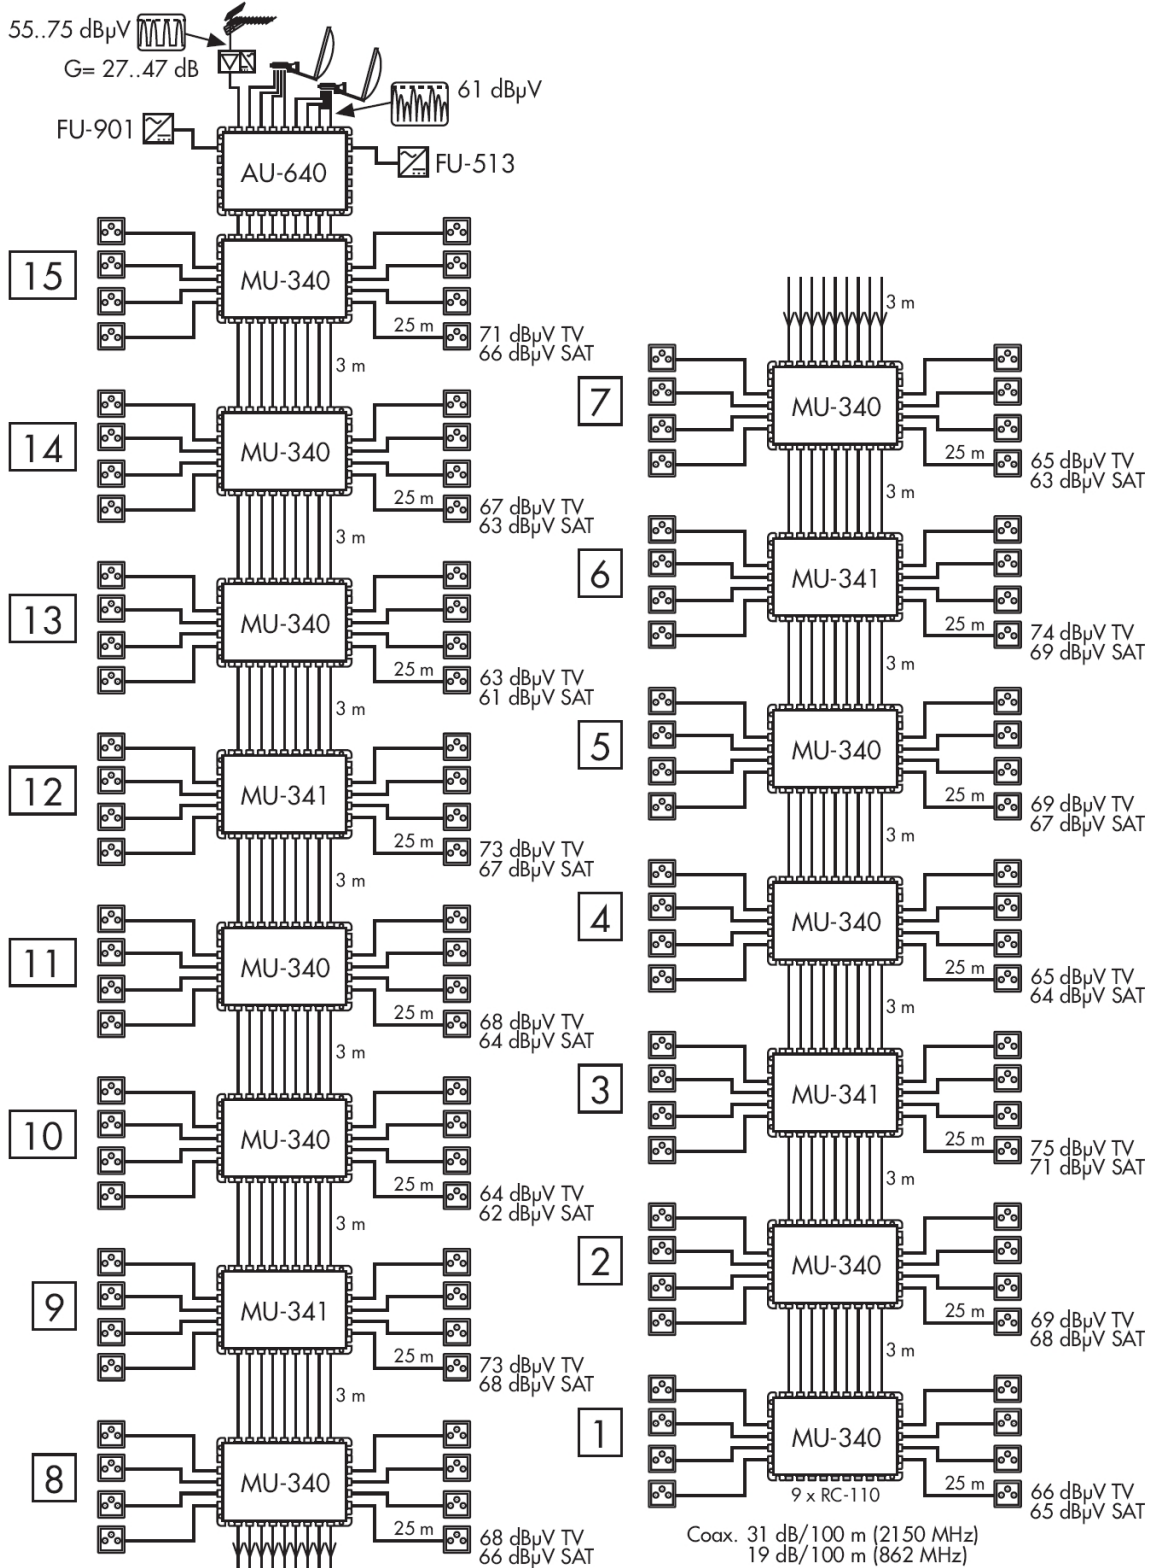 55..75 dBµV
G= 27..47 dB
61 dBµV
FU-901
FU-513
AU-640
15
MU-340
25 m
71 dBµV TV
66 dBµV SAT
3 m
14
MU-340
25 m
67 dBµV TV
63 dBµV SAT
3 m
13
MU-340
25 m
63 dBµV TV
61 dBµV SAT
3 m
12
MU-341
25 m
73 dBµV TV
67 dBµV SAT
3 m
11
MU-340
25 m
68 dBµV TV
64 dBµV SAT
3 m
10
MU-340
25 m
64 dBµV TV
62 dBµV SAT
3 m
9
MU-341
25 m
73 dBµV TV
68 dBµV SAT
3 m
8
MU-340
25 m
68 dBµV TV
66 dBµV SAT
3 m
7
MU-340
25 m
65 dBµV TV
63 dBµV SAT
3 m
6
MU-341
25 m
74 dBµV TV
69 dBµV SAT
3 m
5
MU-340
25 m
69 dBµV TV
67 dBµV SAT
3 m
4
MU-340
25 m
65 dBµV TV
64 dBµV SAT
3 m
3
MU-341
25 m
75 dBµV TV
71 dBµV SAT
3 m
2
MU-340
25 m
69 dBµV TV
68 dBµV SAT
3 m
1
MU-340
25 m
66 dBµV TV
65 dBµV SAT
9 x RC-110
Coax. 31 dB/100 m (2150 MHz)
19 dB/100 m (862 MHz)